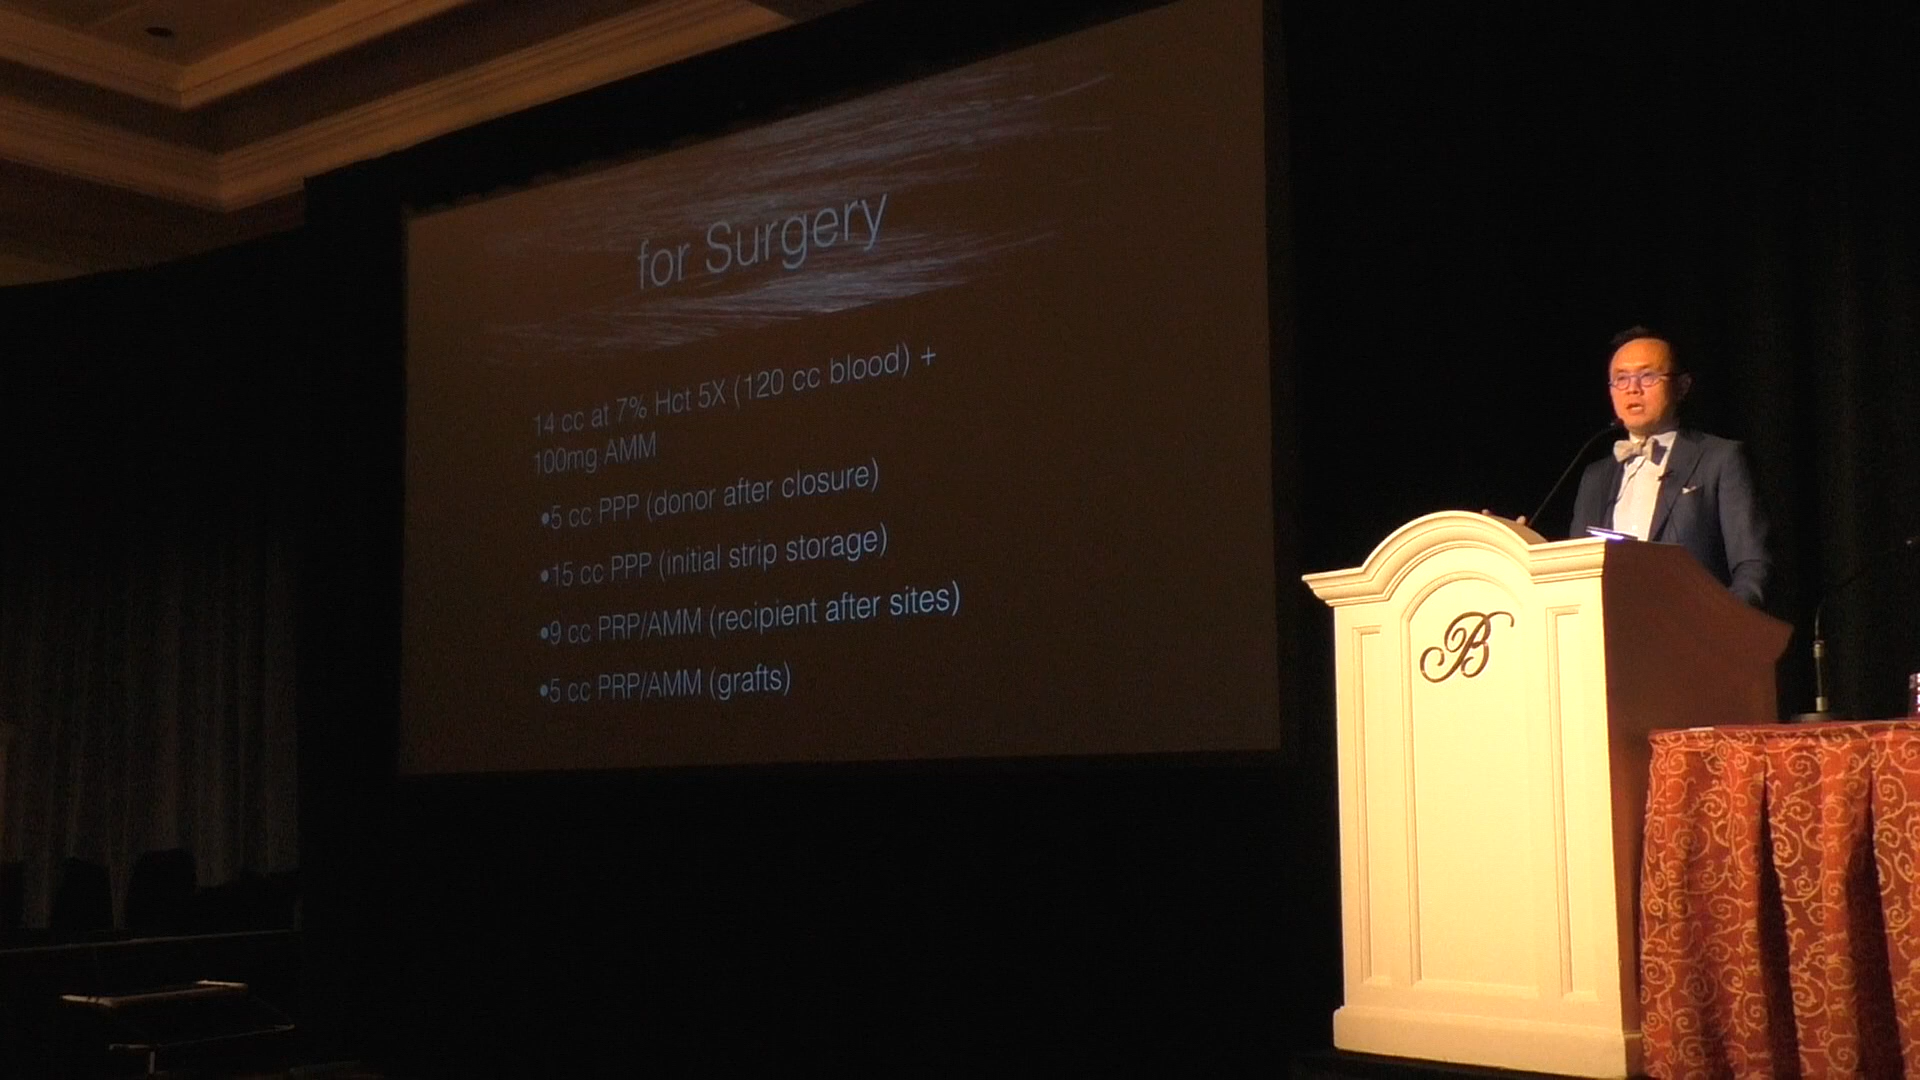 for Surgery
14 cc at 7% Hct 5X (120 cc blood) +
100mg AMM
•5 cc PPP (donor after closure)
•15 cc PPP (initial strip storage)
•9 cc PRP/AMM (recipient after sites)
•5 cc PRP/AMM (grafts)
B